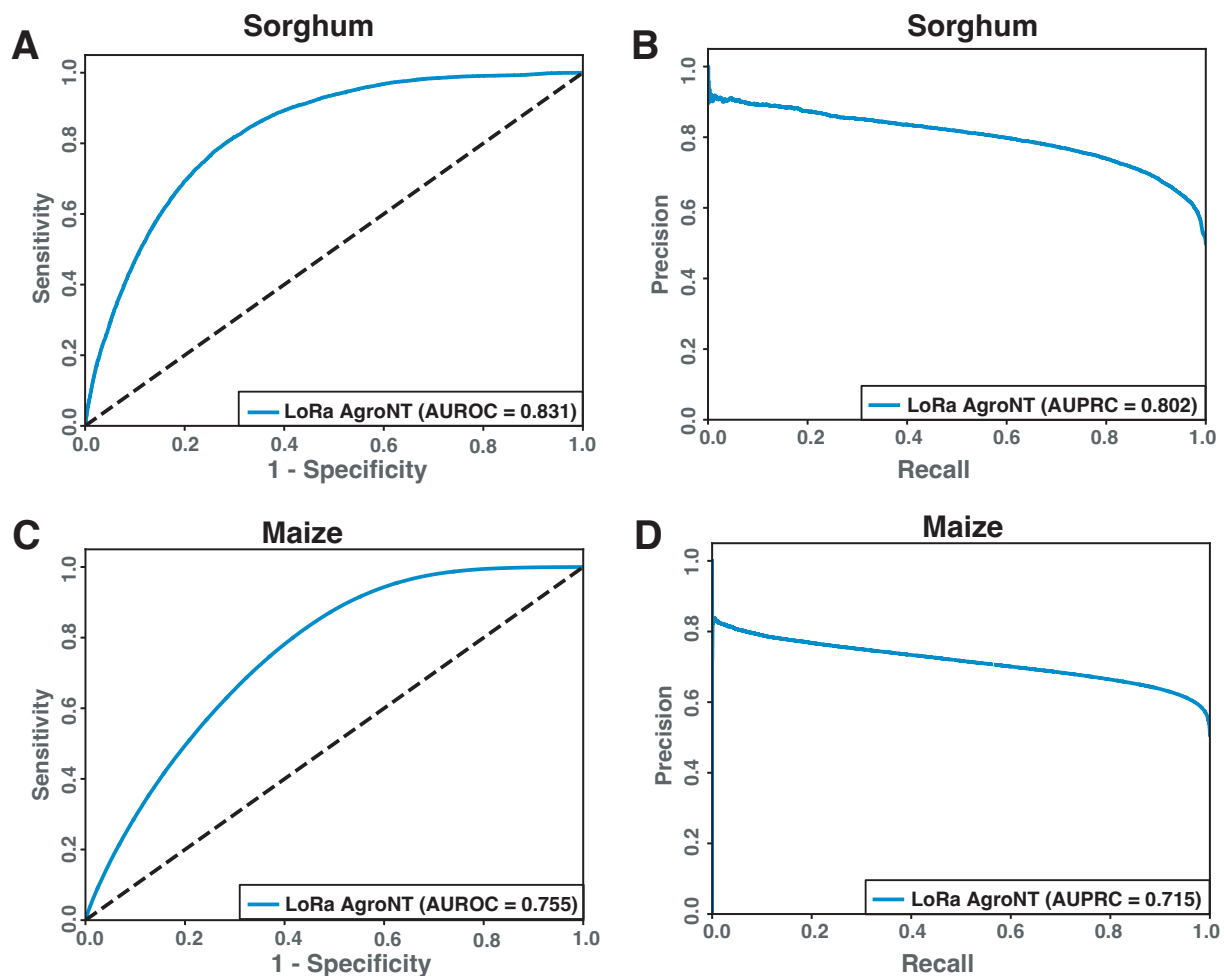 A
Sorghum
Sensitivity
0.0 0.2 0.4 0.6 0.8 1.0
LoRa AgroNT (AUROC = 0.831)
0.0 0.2 0.4 0.6 0.8 1.0
1 - Specificity
B
Sorghum
Precision
0.0 0.2 0.4 0.6 0.8 1.0
LoRa AgroNT (AUPRC = 0.802)
0.0 0.2 0.4 0.6 0.8 1.0
Recall
C
Maize
Sensitivity
0.0 0.2 0.4 0.6 0.8 1.0
LoRa AgroNT (AUROC = 0.755)
0.0 0.2 0.4 0.6 0.8 1.0
1 - Specificity
D
Maize
Precision
0.0 0.2 0.4 0.6 0.8 1.0
LoRa AgroNT (AUPRC = 0.715)
0.0 0.2 0.4 0.6 0.8 1.0
Recall